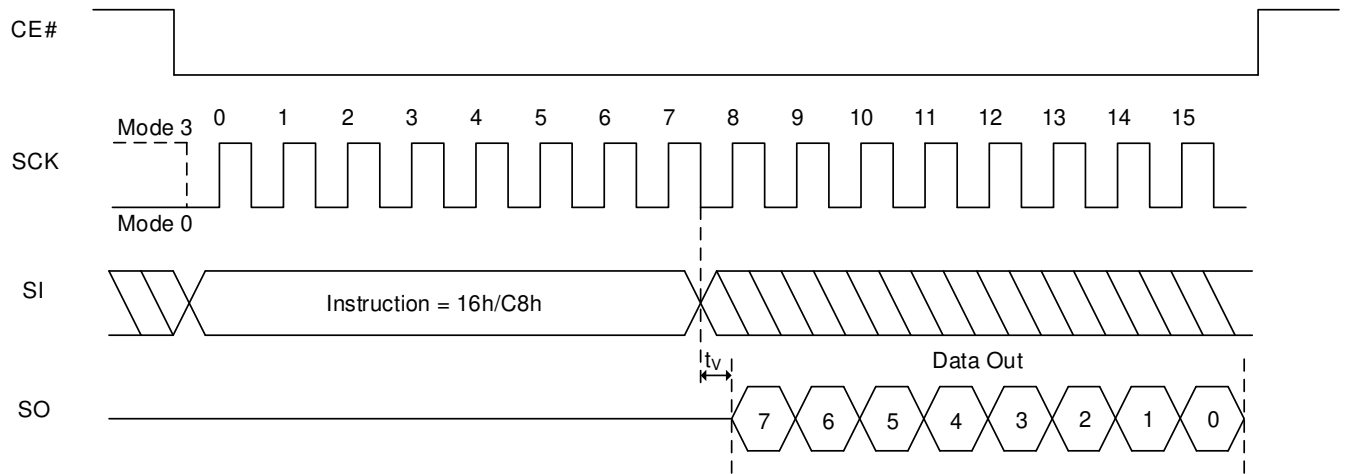 CE#
Mode 3 0 1 2 3 4 5 6 7 8 9 10 11 12 13 14 15
SCK
Mode 0
SI Instruction = 16h/C8h
tV Data Out
SO 7 6 5 4 3 2 1 0